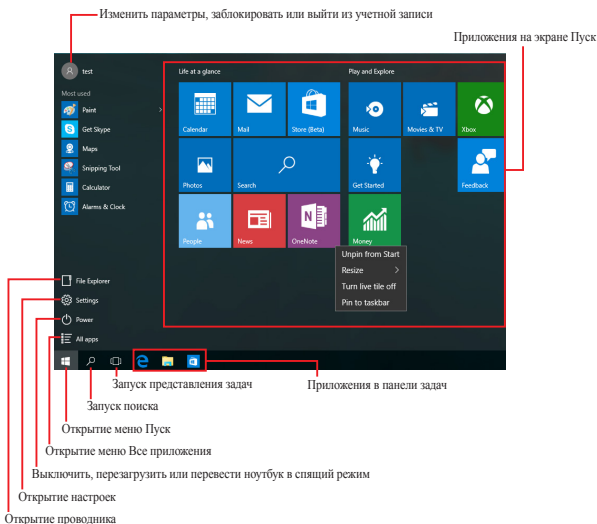 Изменить параметры, заблокировать или выйти из учетной записи
Приложения на экране Пуск
test
Life at a glance
Play and Explore
Most used
Paint
Get Skype
Maps
Snipping Tool
Calculator
Alarms & Clock
Calendar
Mail
Store (Beta)
Music
Movies & TV
Xbox
Photos
Search
Get Started
Feedback
People
News
OneNote
Money
Unpin from Start
Resize
Turn live tile off
Pin to taskbar
File Explorer
Settings
Power
All apps
Запуск представления задач
Приложения в панели задач
Запуск поиска
Открытие меню Пуск
Открытие меню Все приложения
Выключить, перезагрузить или перевести ноутбук в спящий режим
Открытие настроек
Открытие проводника